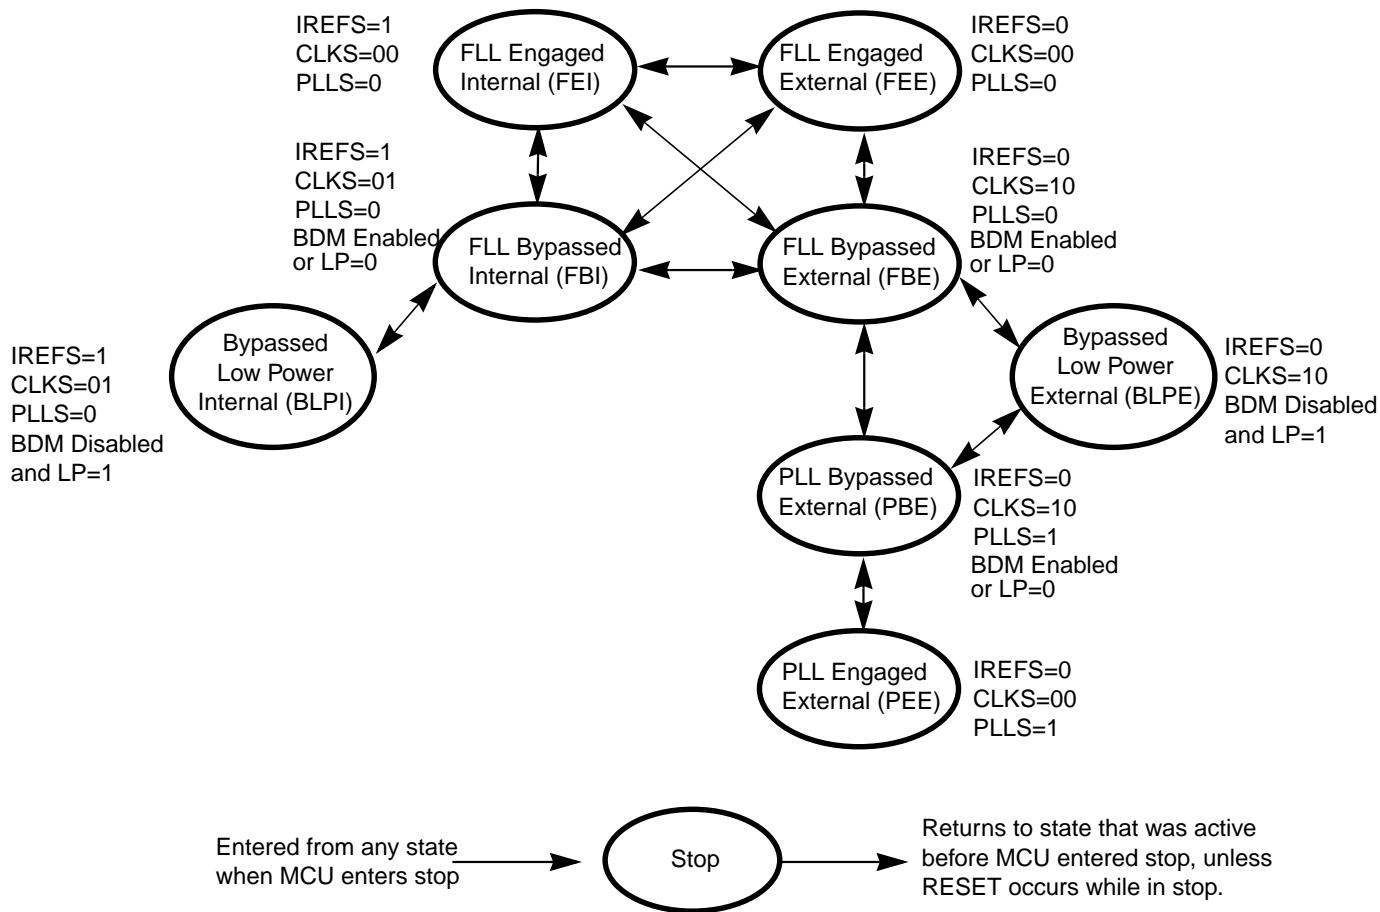 IREFS=1
CLKS=00
PLLS=0
FLL Engaged
Internal (FEI)
FLL Engaged
External (FEE)
IREFS=0
CLKS=00
PLLS=0
IREFS=1
CLKS=01
PLLS=0
BDM Enabled
or LP=0
FLL Bypassed
Internal (FBI)
FLL Bypassed
External (FBE)
IREFS=0
CLKS=10
PLLS=0
BDM Enabled
or LP=0
IREFS=1
CLKS=01
PLLS=0
BDM Disabled
and LP=1
Bypassed
Low Power
Internal (BLPI)
Bypassed
Low Power
External (BLPE)
IREFS=0
CLKS=10
BDM Disabled
and LP=1
PLL Bypassed
External (PBE)
IREFS=0
CLKS=10
PLLS=1
BDM Enabled
or LP=0
PLL Engaged
External (PEE)
IREFS=0
CLKS=00
PLLS=1
Entered from any state
when MCU enters stop
Stop
Returns to state that was active
before MCU entered stop, unless
RESET occurs while in stop.